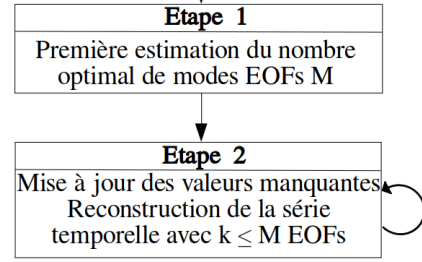 Etape 1
Première estimation du nombre
optimal de modes EOFs M
Etape 2
Mise à jour des valeurs manquantes
Reconstruction de la série
temporelle avec k ≤ M EOFs